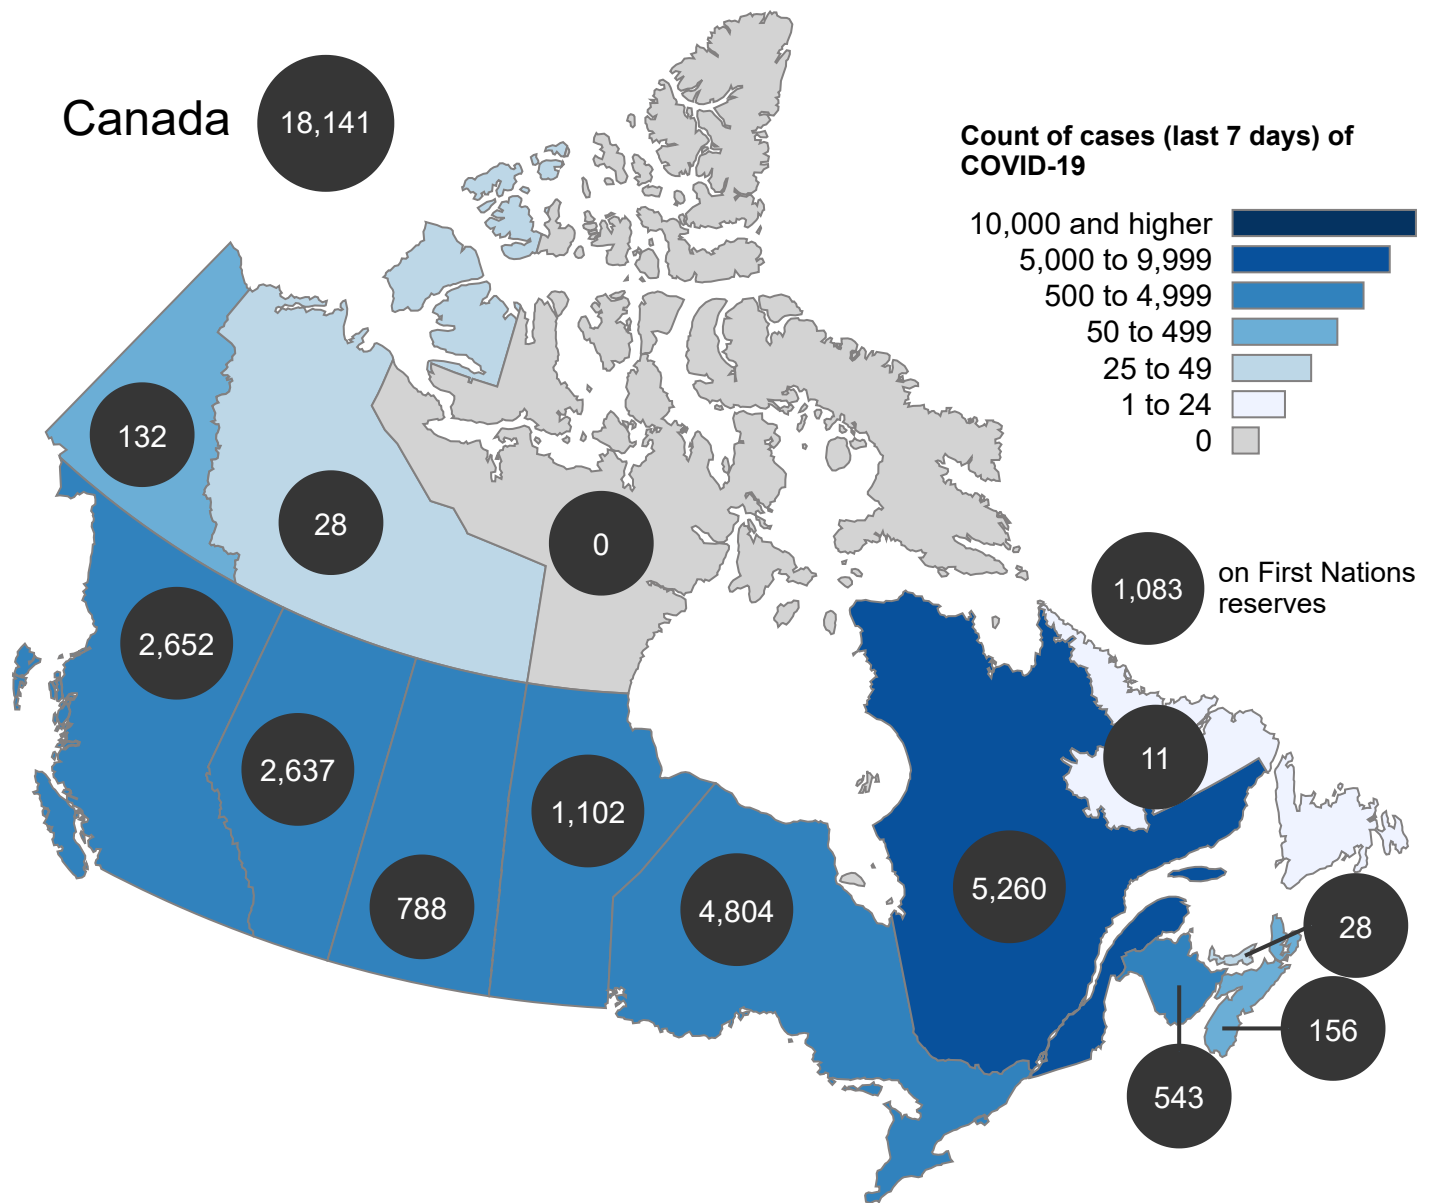 Canada
18,141
Count of cases (last 7 days) of
COVID-19
10,000 and higher
5,000 to 9,999
500 to 4,999
50 to 499
25 to 49
1 to 24
0
132
28
0
1,083
on First Nations
reserves
2,652
2,637
1,102
11
788
4,804
5,260
28
156
543